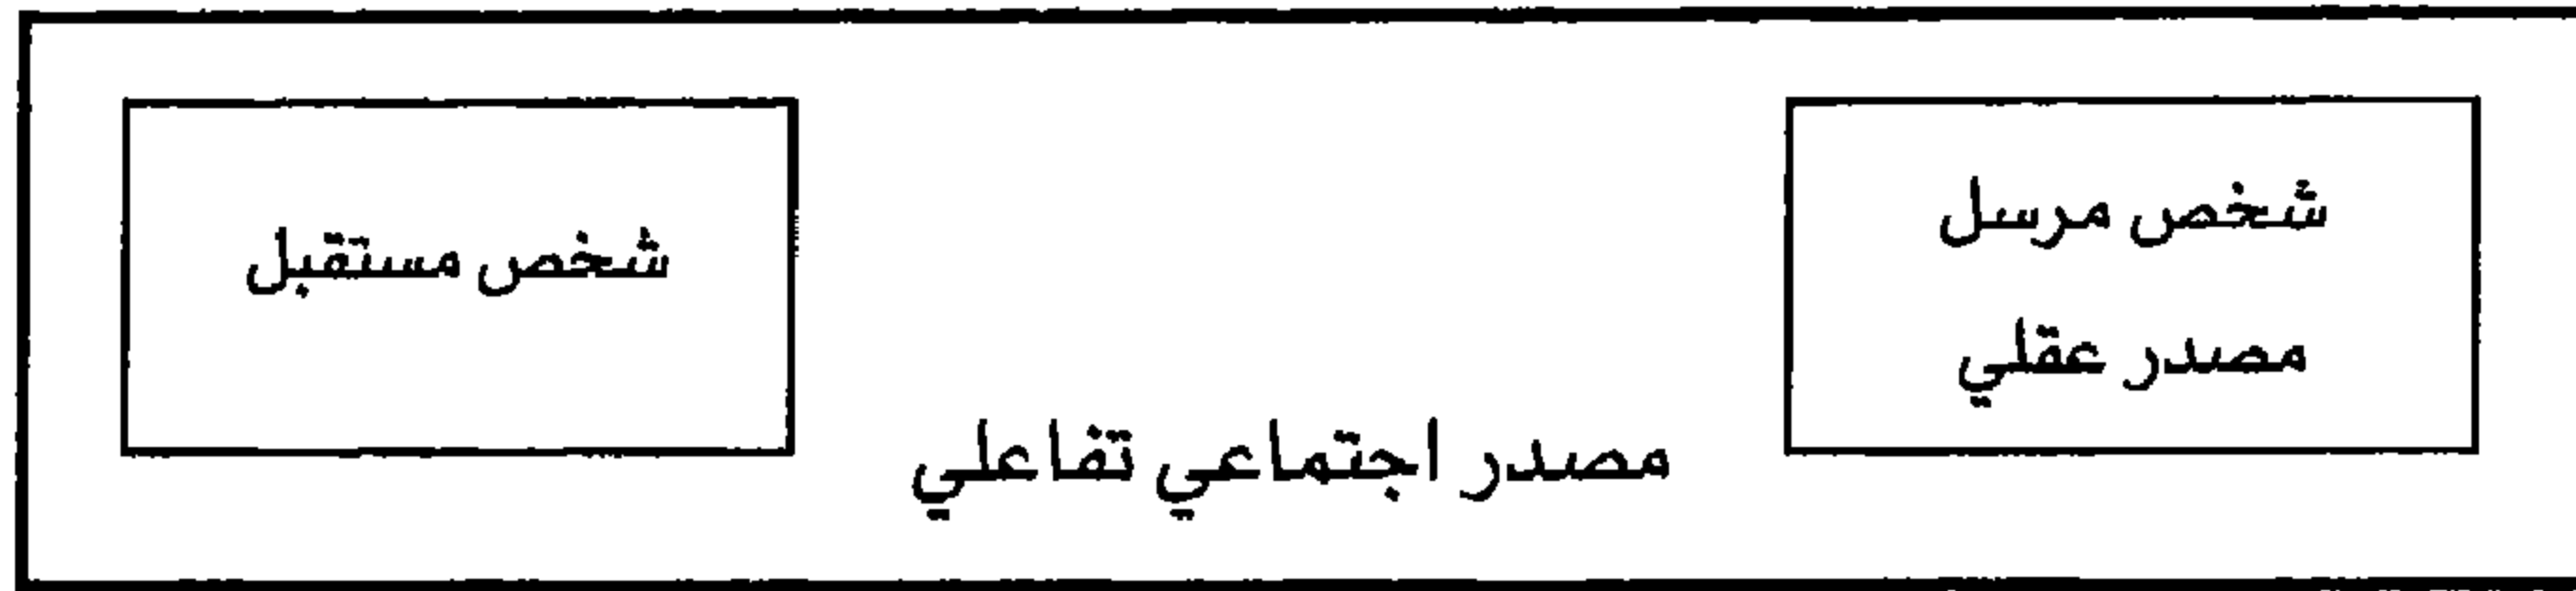 شخص مرسل
مصدر عقلي
شخص مستقبل
مصدر اجتماعي تفاعلي